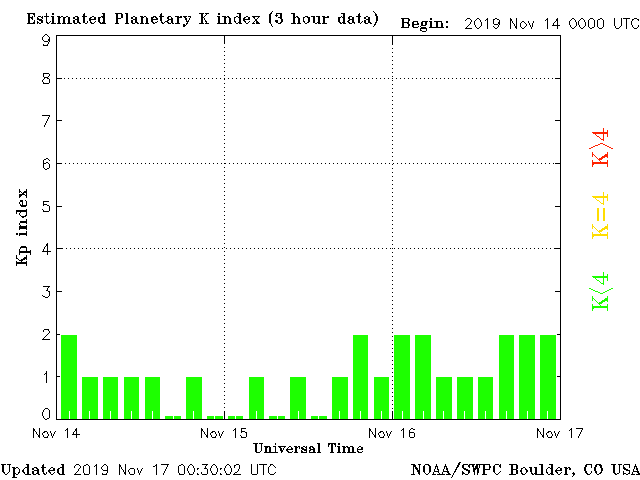 Estimated Planetary K index (3 hour data) Begin: 2019 Nov 14 0000 UTC
9
8
7
6
5
4
3
2
1
0
Kp index
K>4
K=4
K<4
Nov 14 Nov 15 Nov 16 Nov 17
Universal Time
Updated 2019 Nov 17 00:30:02 UTC NOAA/SWPC Boulder, CO USA